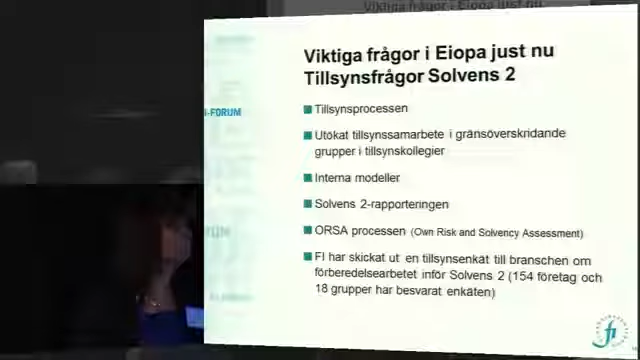 Viktiga frågor i Eiopa just nu
Viktiga frågor i Eiopa just nu
Tillsynsfrågor Solvens 2
I-FORUM
Tillsynsprocessen
Utökat tillsynssamarbete i gränsöverskridande
grupper i tillsynskollegier
Interna modeller
Solvens 2-rapporteringen
ORSA processen (Own Risk and Solvency Assessment)
FI har skickat ut en tillsynsenkät till branschen om
förberedelsearbetet inför Solvens 2 (154 företag och
18 grupper har besvarat enkäten)
fi